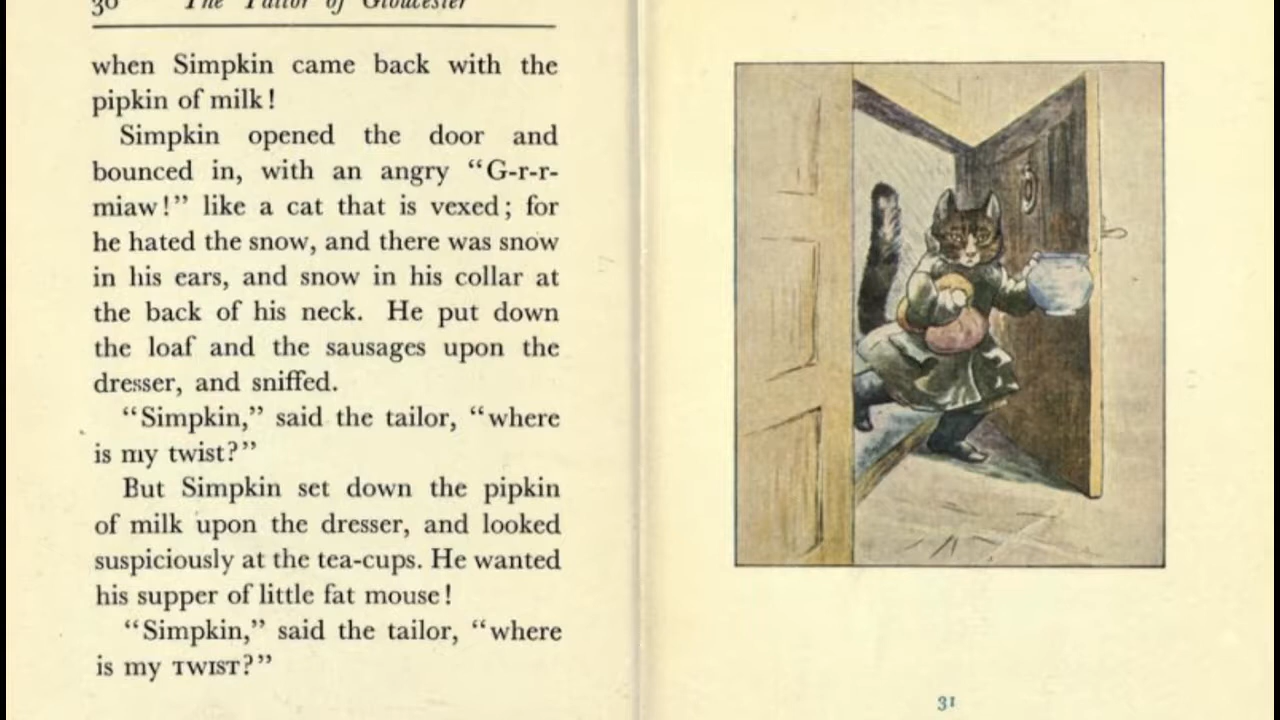 30 The Tailor of Gloucester
when Simpkin came back with the
pipkin of milk!
Simpkin opened the door and
bounced in, with an angry “G-r-r-
miaw!” like a cat that is vexed; for
he hated the snow, and there was snow
in his ears, and snow in his collar at
the back of his neck. He put down
the loaf and the sausages upon the
dresser, and sniffed.
“Simpkin,” said the tailor, “where
is my twist?”
But Simpkin set down the pipkin
of milk upon the dresser, and looked
suspiciously at the tea-cups. He wanted
his supper of little fat mouse!
“Simpkin,” said the tailor, “where
is my TWIST?”
31